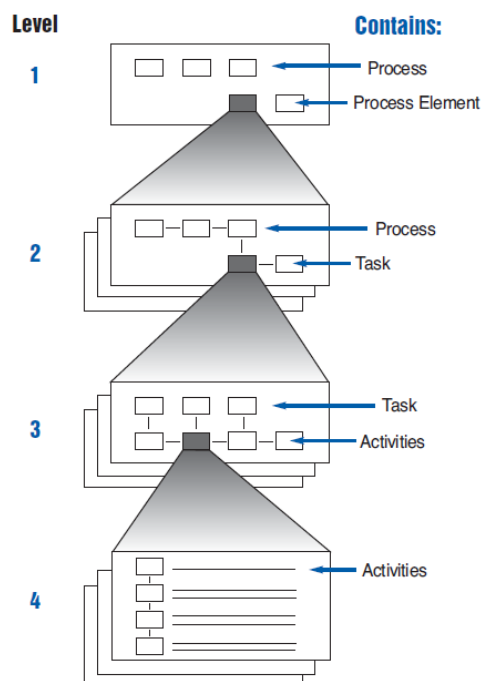 Level Contains:
1
Process
Process Element
2
Process
Task
3
Task
Activities
4
Activities